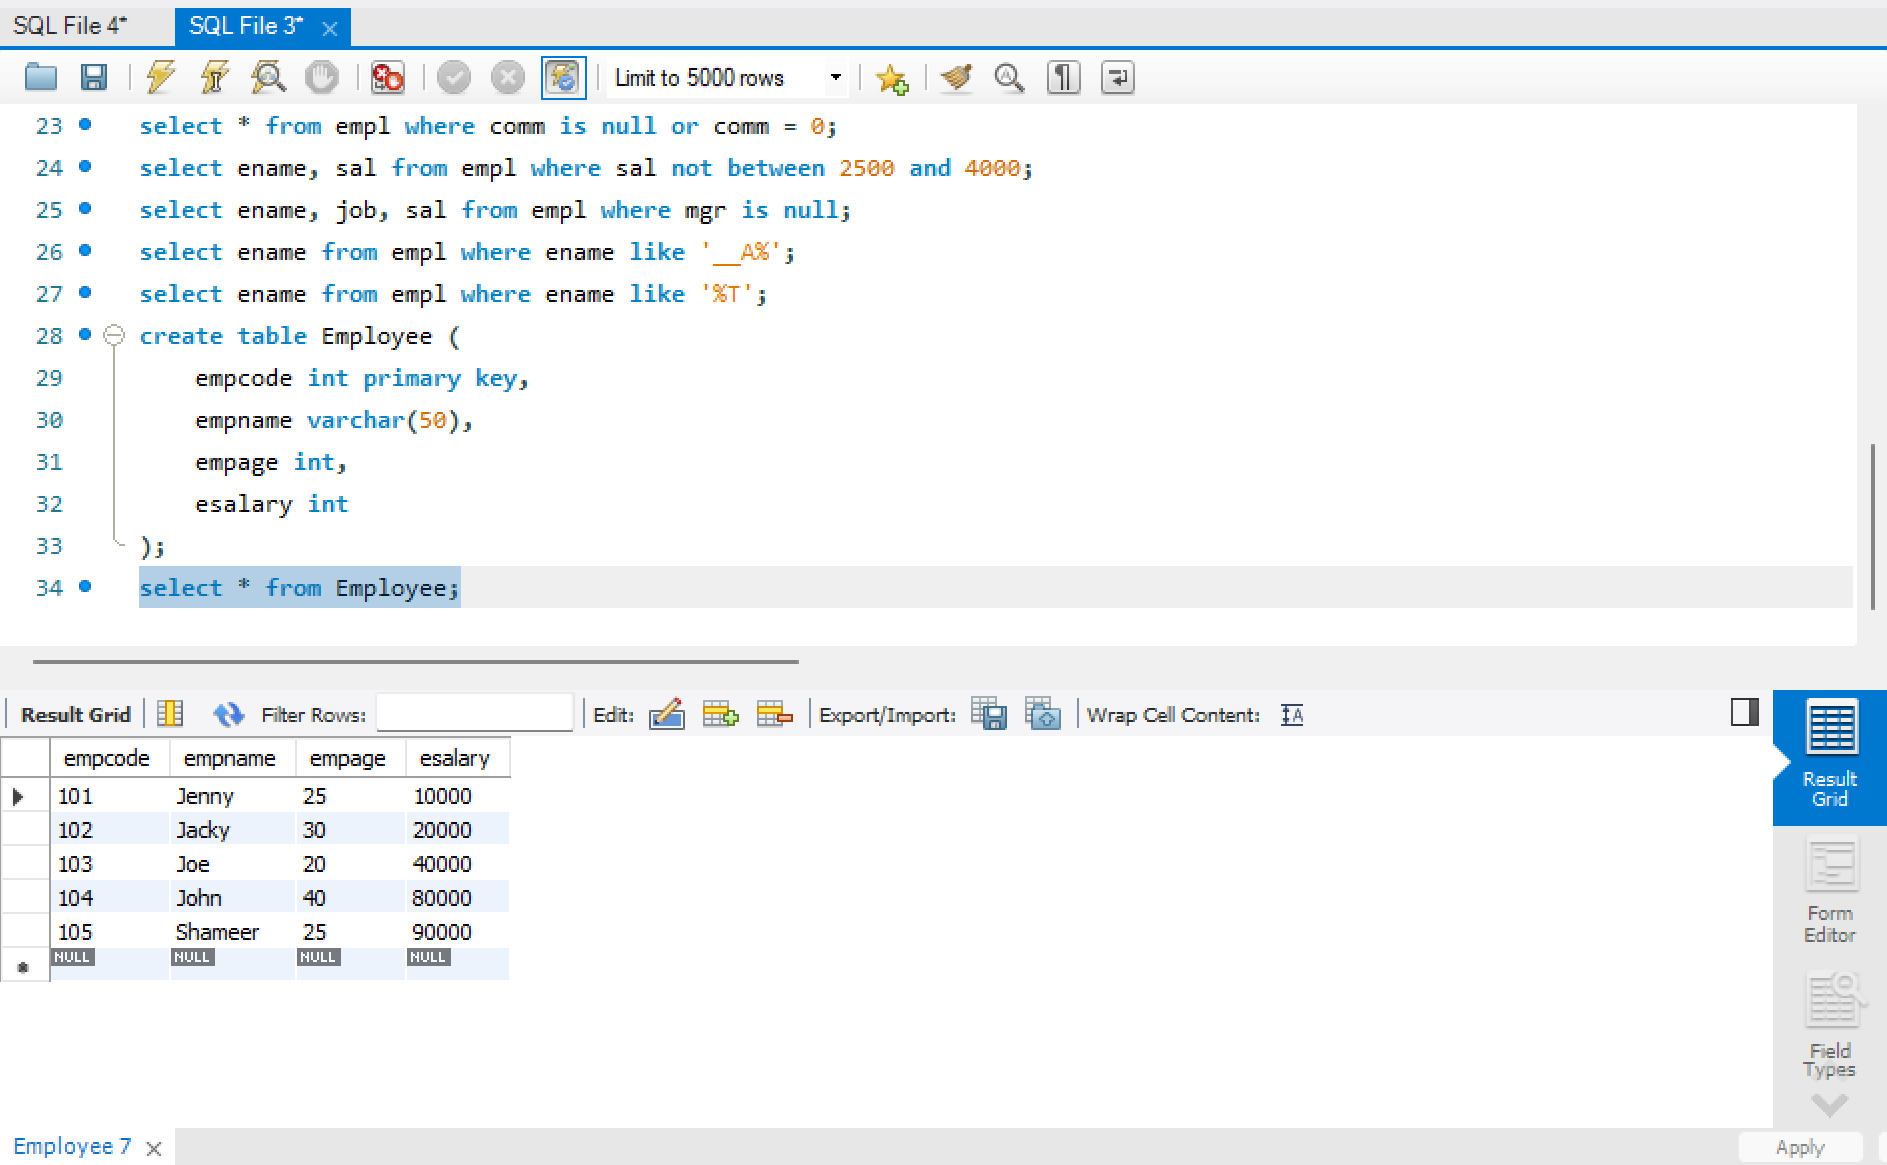 SQL File 4*
SQL File 3*
Limit to 5000 rows
23 select * from empl where comm is null or comm = 0;
24 select ename, sal from empl where sal not between 2500 and 4000;
25 select ename, job, sal from empl where mgr is null;
26 select ename from empl where ename like '__A%';
27 select ename from empl where ename like '%T';
28 create table Employee (
29 empcode int primary key,
30 empname varchar(50),
31 empage int,
32 esalary int
33 );
34 select * from Employee;
Result Grid Filter Rows: Edit: Export/Import: Wrap Cell Content:
empcode empname empage esalary
101 Jenny 25 10000
102 Jacky 30 20000
103 Joe 20 40000
104 John 40 80000
105 Shameer 25 90000
NULL NULL NULL NULL
Result
Grid
Form
Editor
Field
Types
Employee 7
Apply